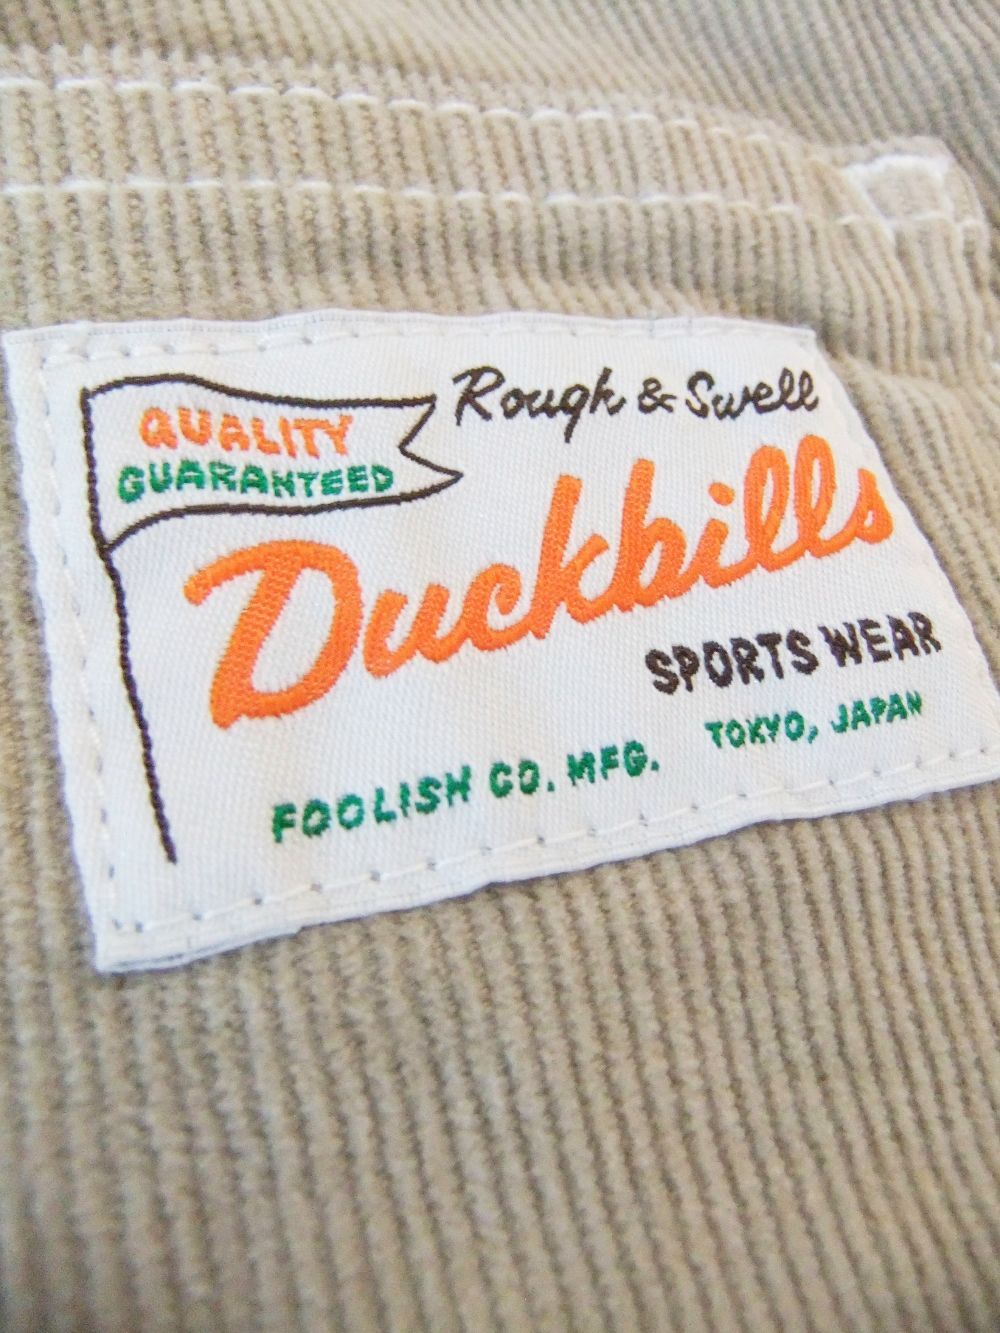 Rough & Swell
QUALITY
GUARANTEED
Duckbills
SPORTS WEAR
FOOLISH CO. MFG. TOKYO, JAPAN